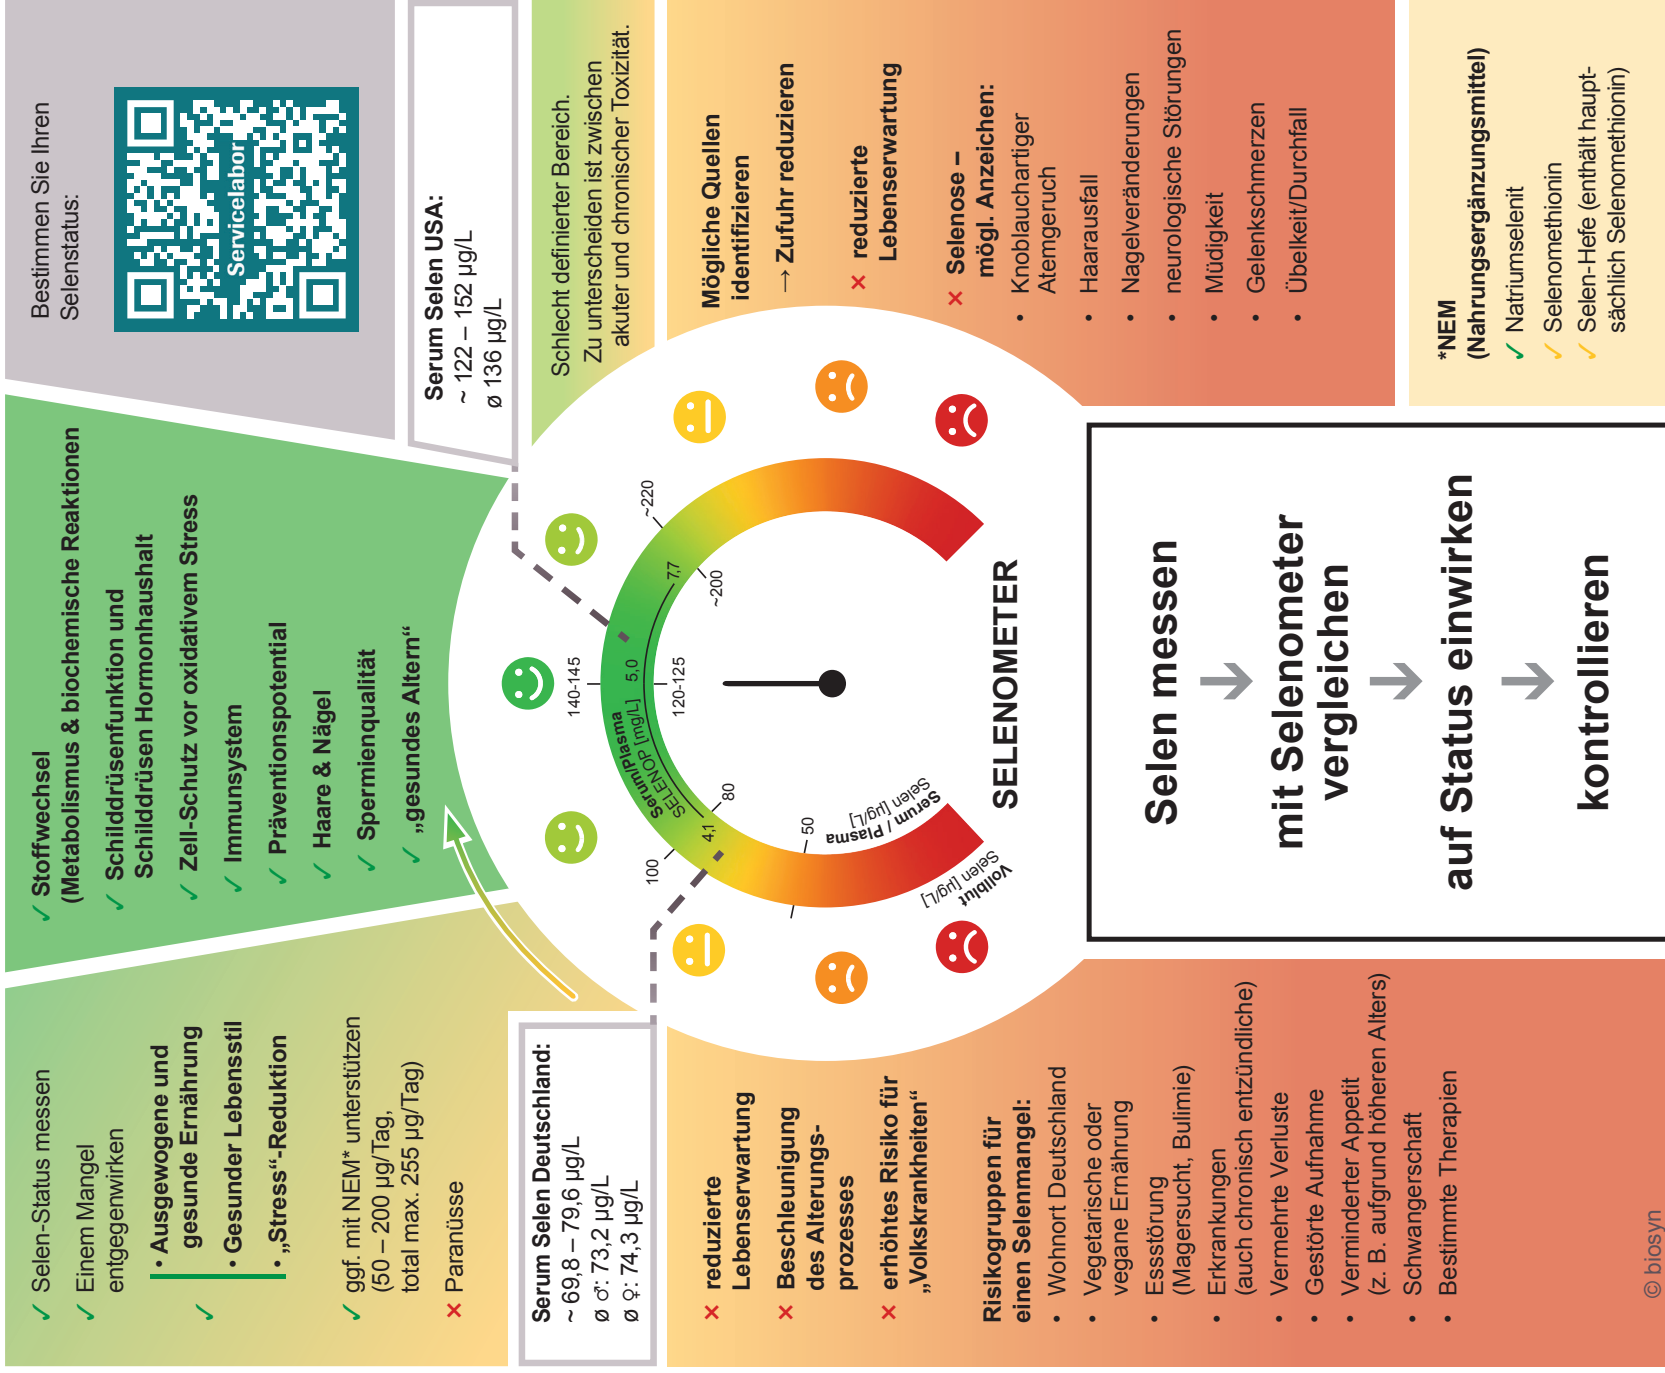 ✓ Selen-Status messen
✓ Einem Mangel
entgegenwirken
✓
• Ausgewogene und
gesunde Ernährung
• Gesunder Lebensstil
• „Stress“-Reduktion
✓ ggf. mit NEM* unterstützen
(50 – 200 µg/Tag,
total max. 255 µg/Tag)
× Paranüsse
✓ Stoffwechsel
(Metabolismus & biochemische Reaktionen
✓ Schilddrüsenfunktion und
Schilddrüsen Hormonhaushalt
✓ Zell-Schutz vor oxidativem Stress
✓ Immunsystem
✓ Präventionspotential
✓ Haare & Nägel
✓ Spermienqualität
✓ „gesundes Altern“
Bestimmen Sie Ihren
Selenstatus:
Servicelabor
Serum Selen USA:
~ 122 – 152 µg/L
ø 136 µg/L
Serum Selen Deutschland:
~ 69,8 – 79,6 µg/L
ø ♂: 73,2 µg/L
ø ♀: 74,3 µg/L
Schlecht definierter Bereich.
Zu unterscheiden ist zwischen
akuter und chronischer Toxizität.
× reduzierte
Lebenserwartung
× Beschleunigung
des Alterungs-
prozesses
× erhöhtes Risiko für
„Volkskrankheiten“
Risikogruppen für
einen Selenmangel:
• Wohnort Deutschland
• Vegetarische oder
vegane Ernährung
• Essstörung
(Magersucht, Bulimie)
• Erkrankungen
(auch chronisch entzündliche)
• Vermehrte Verluste
• Gestörte Aufnahme
• Verminderter Appetit
(z. B. aufgrund höheren Alters)
• Schwangerschaft
• Bestimmte Therapien
140-145
100
~220
Serum/Plasma
SELENOP [mg/L]
4,1
5,0
7,7
120-125
80
~200
50
Vollblut
Selen [µg/L]
Serum / Plasma
Selen [µg/L]
SELENOMETER
Mögliche Quellen
identifizieren
→ Zufuhr reduzieren
× reduzierte
Lebenserwartung
× Selenose –
mögl. Anzeichen:
• Knoblauchartiger
Atemgeruch
• Haarausfall
• Nagelveränderungen
• neurologische Störungen
• Müdigkeit
• Gelenkschmerzen
• Übelkeit/Durchfall
Selen messen
mit Selenometer
vergleichen
auf Status einwirken
kontrollieren
*NEM
(Nahrungsergänzungsmittel)
✓ Natriumselenit
✓ Selenomethionin
✓ Selen-Hefe (enthält haupt-
sächlich Selenomethionin)
© biosyn